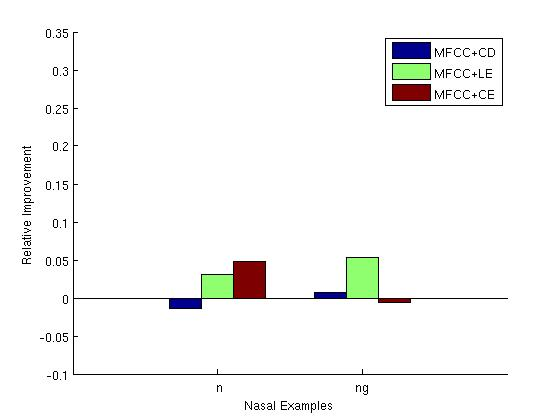 0.35
0.3
0.25
0.2
0.15
0.1
0.05
0
-0.05
-0.1
Relative Improvement
MFCC+CD
MFCC+LE
MFCC+CE
n
ng
Nasal Examples